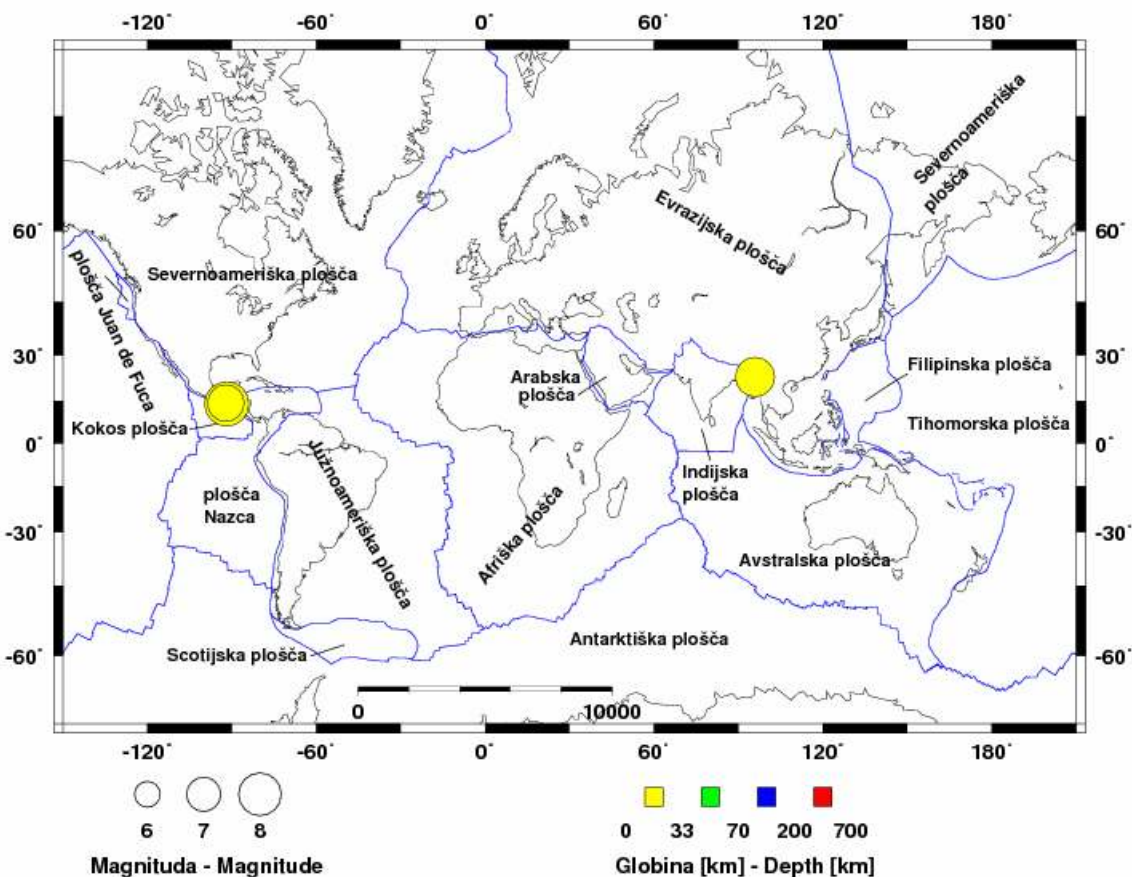 -120° -60° 0° 60° 120° 180°
Severnoameriška
plošča
Evrazijska plošča
60° 60°
Severnoameriška plošča
plošča Juan de Fuca
30° 30°
Filipinska plošča
Arabska
plošča
Kokos plošča
Tihomorska plošča
0° 0°
Južnoameriška plošča
Indijska
plošča
plošča
Nazca
Afriška plošča
-30° -30°
Avstralska plošča
Antarktiška plošča
Scotijska plošča
-60° -60°
0 10000
-120° -60° 0° 60° 120° 180°
6 7 8
0 33 70 200 700
Magnituda - Magnitude
Globina [km] - Depth [km]